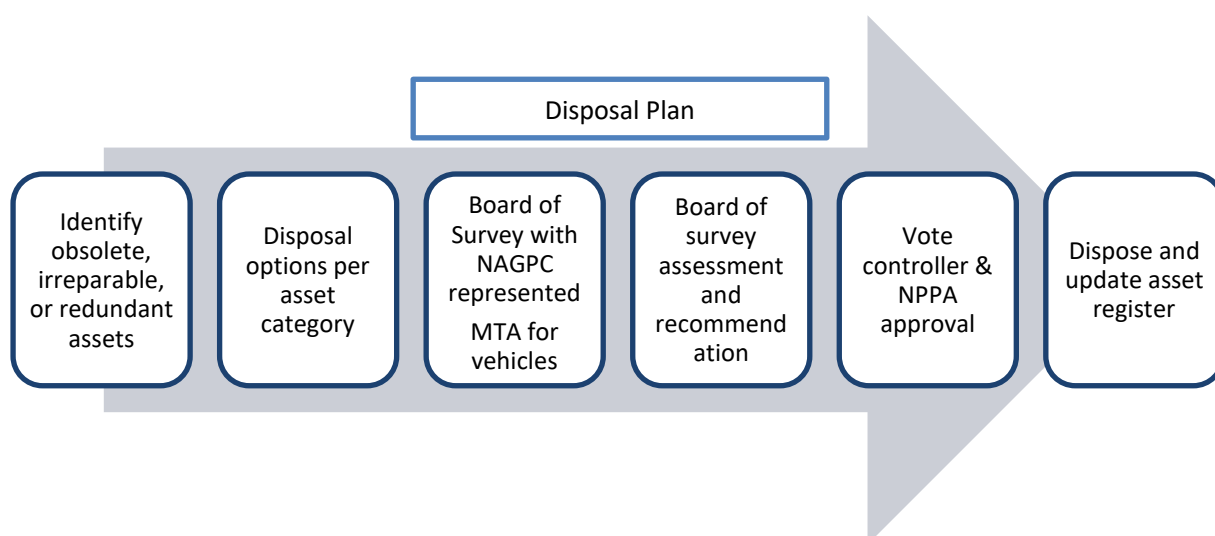 Disposal Plan
Identify
obsolete,
irreparable,
or redundant
assets
Disposal
options per
asset
category
Board of
Survey with
NAGPC
represented
MTA for
vehicles
Board of
survey
assessment
and
recommend
ation
Vote
controller &
NPPA
approval
Dispose and
update asset
register